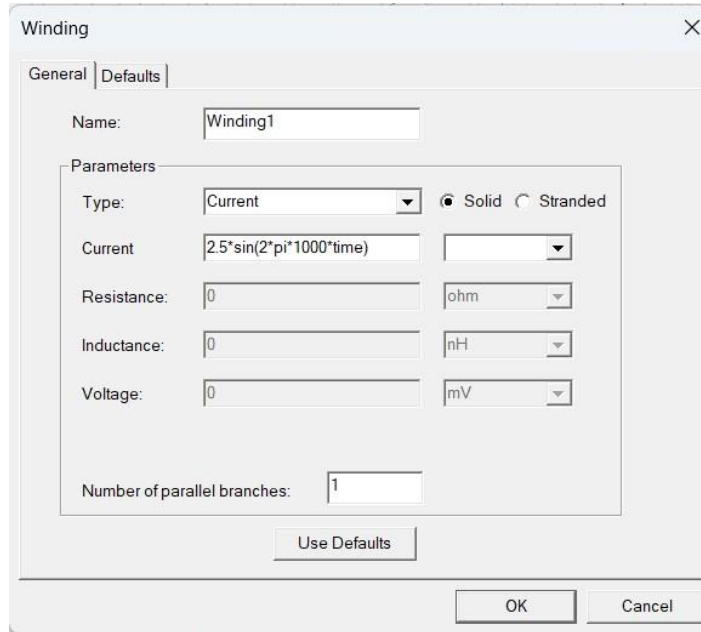 Winding
General Defaults
Name: Winding1
Parameters
Type: Current Solid Stranded
Current 2.5*sin(2*pi*1000*time)
Resistance: 0 ohm
Inductance: 0 nH
Voltage: 0 mV
Number of parallel branches: 1
Use Defaults
OK Cancel